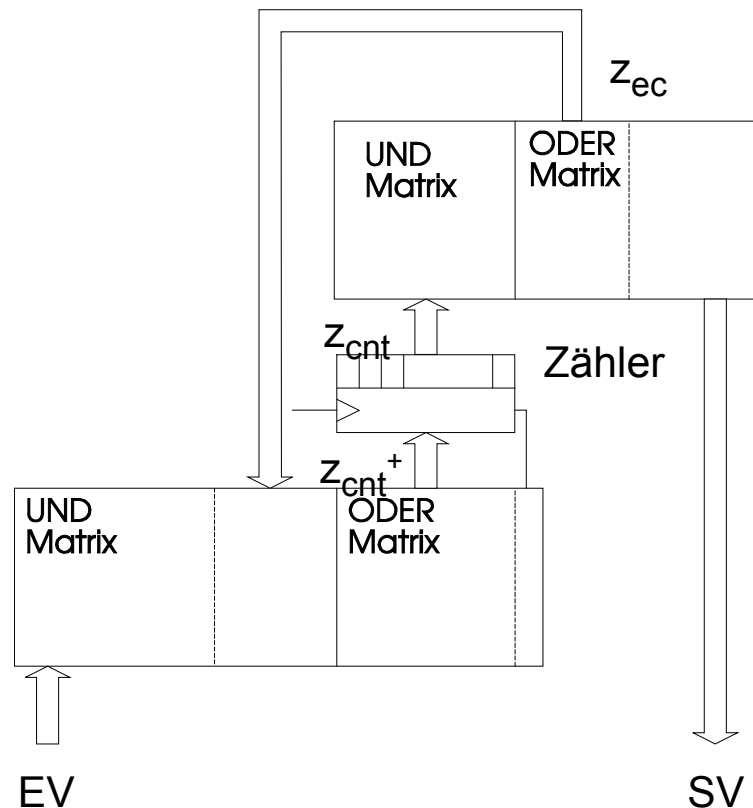 z_ec
UND
Matrix
ODER
Matrix
z_cnt
Zähler
z_cnt^+
UND
Matrix
ODER
Matrix
EV
SV